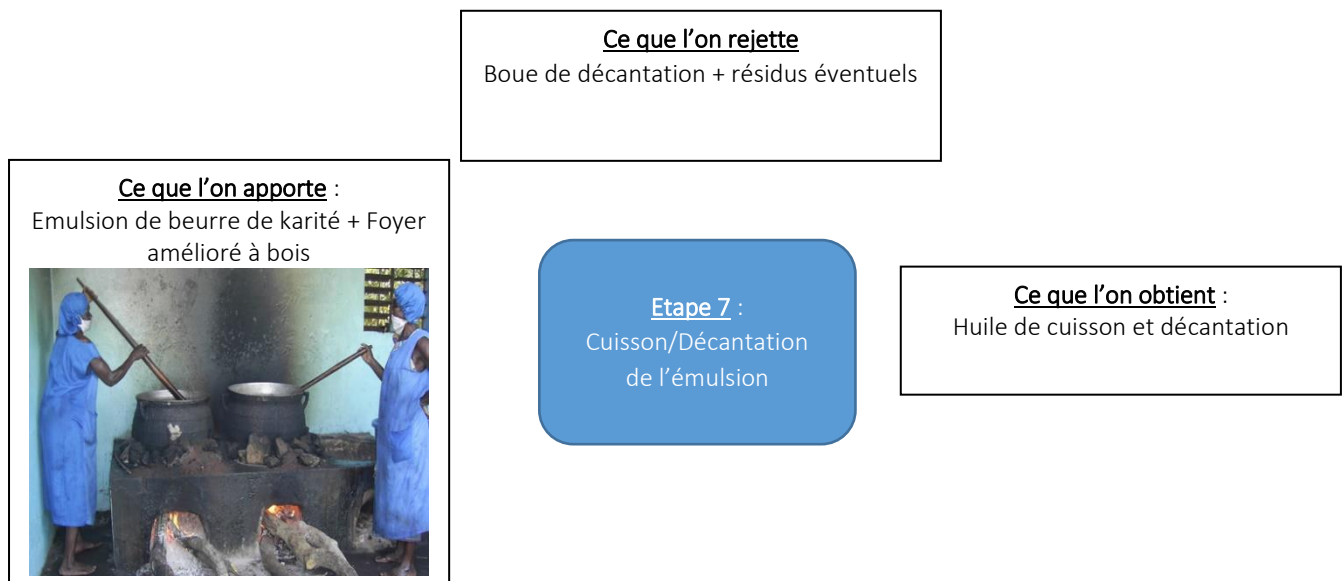 Ce que l’on rejette
Boue de décantation + résidus éventuels
Ce que l’on apporte :
Emulsion de beurre de karité + Foyer
amélioré à bois
Etape 7 :
Cuisson/Décantation
de l’émulsion
Ce que l’on obtient :
Huile de cuisson et décantation